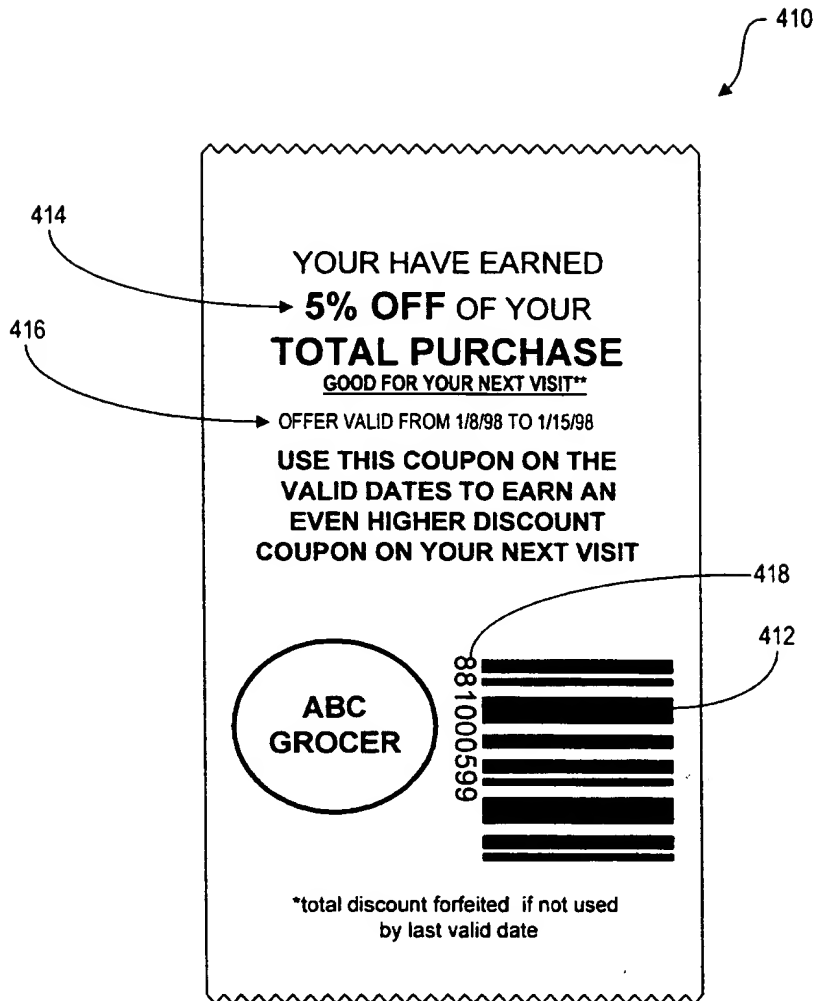 410
414
YOUR HAVE EARNED
5% OFF OF YOUR
416
TOTAL PURCHASE
GOOD FOR YOUR NEXT VISIT**
OFFER VALID FROM 1/8/98 TO 1/15/98
USE THIS COUPON ON THE
VALID DATES TO EARN AN
EVEN HIGHER DISCOUNT
COUPON ON YOUR NEXT VISIT
418
412
ABC
GROCER
881000599
*total discount forfeited if not used
by last valid date